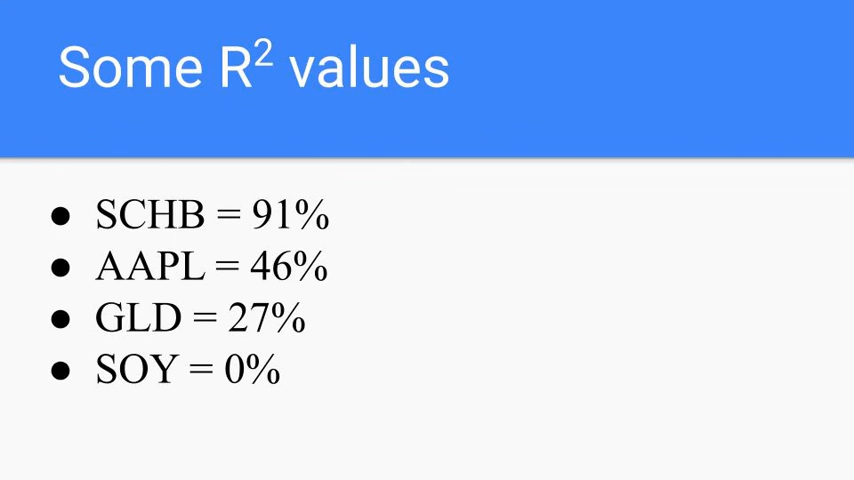 Some R² values
● SCHB = 91%
● AAPL = 46%
● GLD = 27%
● SOY = 0%